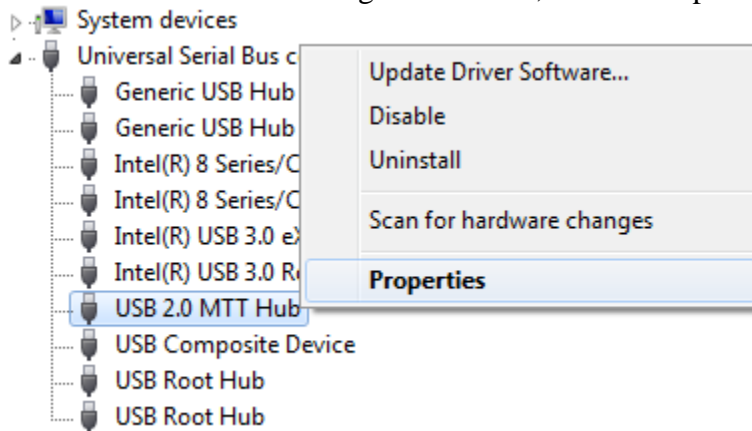 System devices
Universal Serial Bus c
Generic USB Hub
Generic USB Hub
Intel(R) 8 Series/C
Intel(R) 8 Series/C
Intel(R) USB 3.0 eX
Intel(R) USB 3.0 R
USB 2.0 MTT Hub
USB Composite Device
USB Root Hub
USB Root Hub
Update Driver Software...
Disable
Uninstall
Scan for hardware changes
Properties